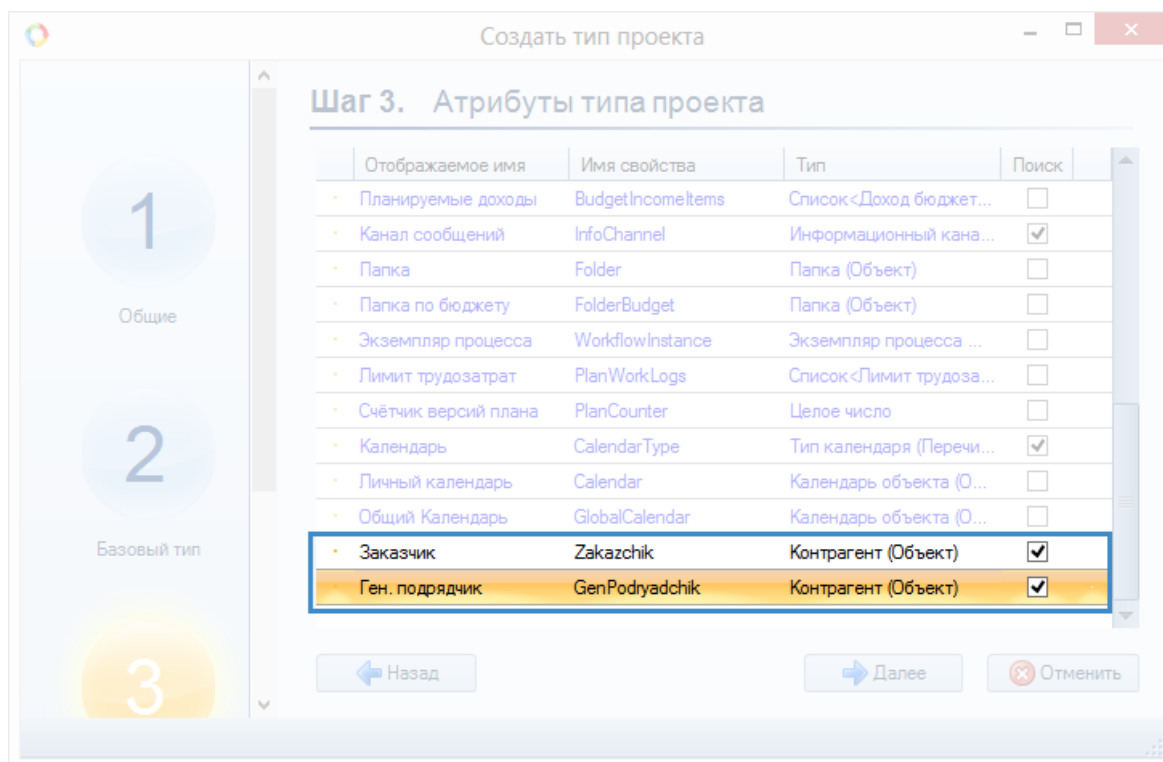 Создать тип проекта
Шаг 3. Атрибуты типа проекта
Отображаемое имя Имя свойства Тип Поиск
Планируемые доходы BudgetIncomeItems Список<Доход бюджет...
Канал сообщений InfoChannel Информационный кана...
Папка Folder Папка (Объект)
Папка по бюджету FolderBudget Папка (Объект)
Экземпляр процесса WorkflowInstance Экземпляр процесса ...
Лимит трудозатрат PlanWorkLogs Список<Лимит трудоза...
Счётчик версий плана PlanCounter Целое число
Календарь CalendarType Тип календаря (Перечи...
Личный календарь Calendar Календарь объекта (О...
Общий Календарь GlobalCalendar Календарь объекта (О...
Заказчик Zakazchik Контрагент (Объект)
Ген. подрядчик GenPodryadchik Контрагент (Объект)
1
Общие
2
Базовый тип
3
Назад Далее Отменить